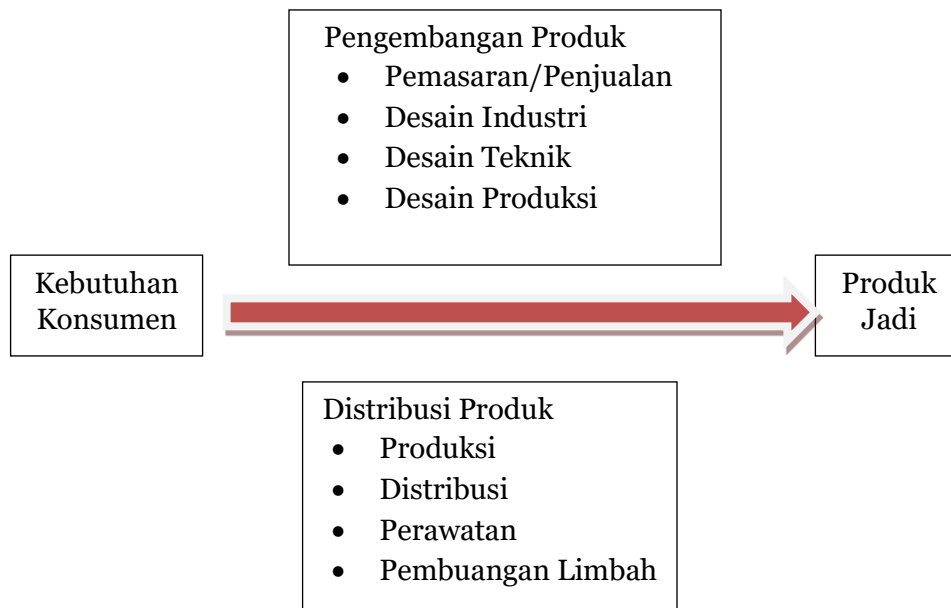 Pengembangan Produk
• Pemasaran/Penjualan
• Desain Industri
• Desain Teknik
• Desain Produksi
Kebutuhan
Konsumen
Produk
Jadi
Distribusi Produk
• Produksi
• Distribusi
• Perawatan
• Pembuangan Limbah